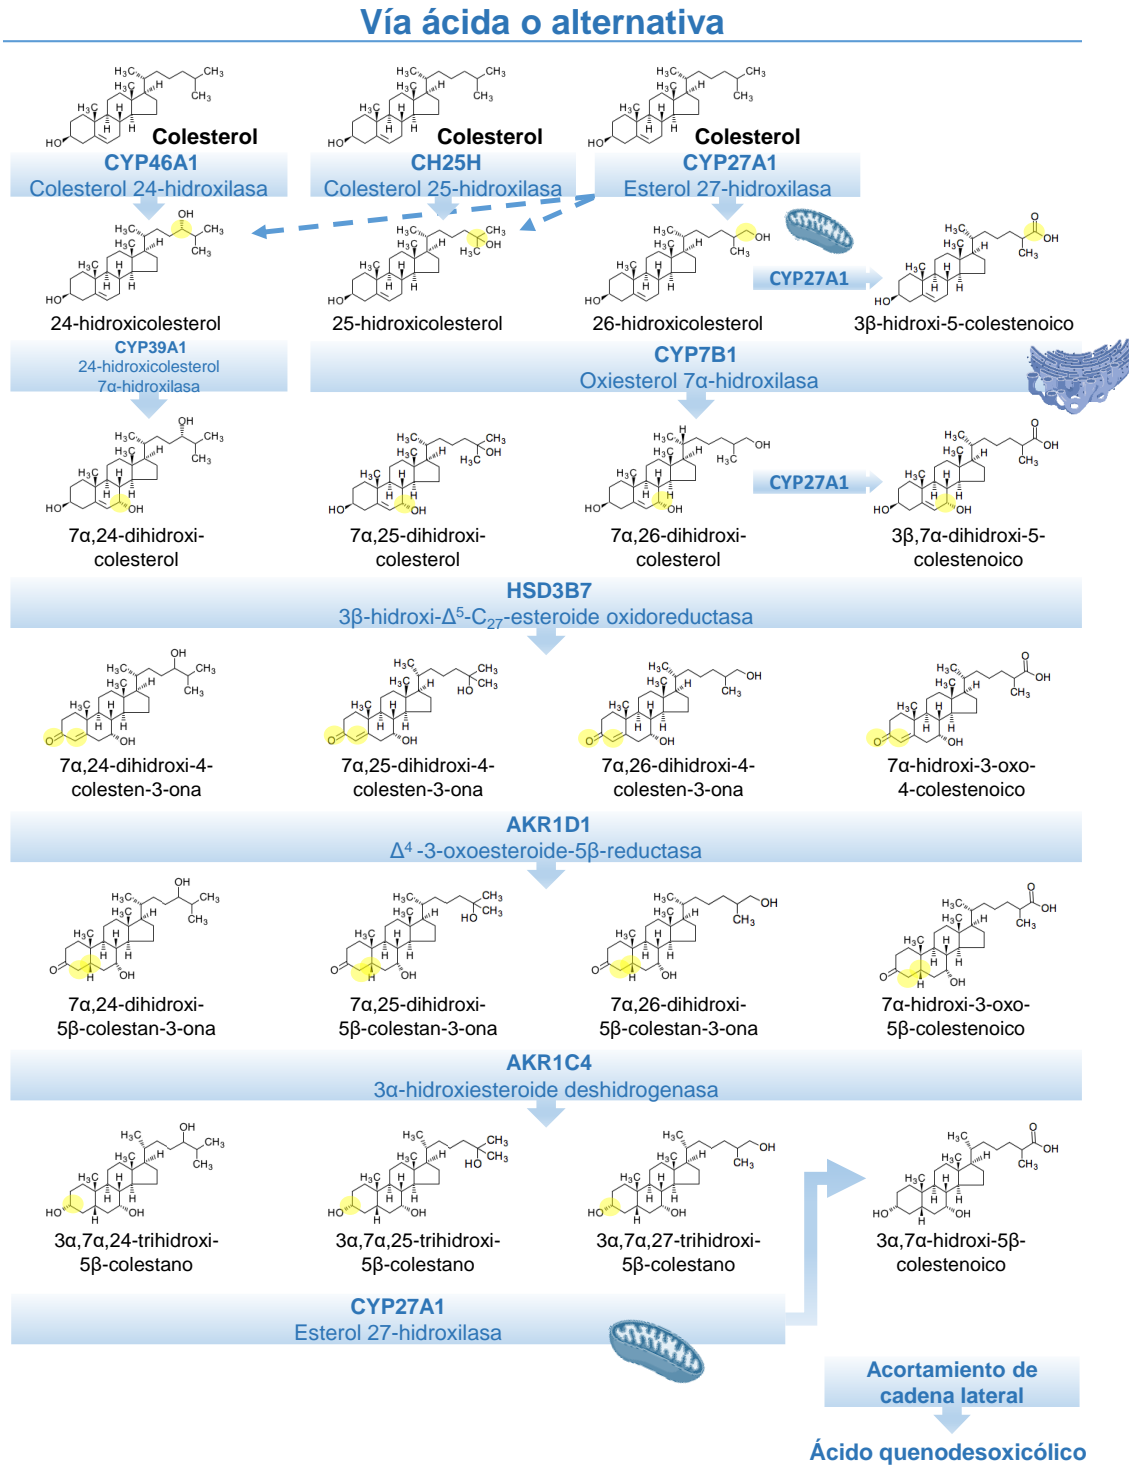 Vía ácida o alternativa
Colesterol
Colesterol
Colesterol
CYP46A1
Colesterol 24-hidroxilasa
CH25H
Colesterol 25-hidroxilasa
CYP27A1
Esterol 27-hidroxilasa
CYP27A1
24-hidroxicolesterol
25-hidroxicolesterol
26-hidroxicolesterol
3β-hidroxi-5-colestenoico
CYP39A1
24-hidroxicolesterol
7α-hidroxilasa
CYP7B1
Oxiesterol 7α-hidroxilasa
CYP27A1
7α,24-dihidroxi-
colesterol
7α,25-dihidroxi-
colesterol
7α,26-dihidroxi-
colesterol
3β,7α-dihidroxi-5-
colestenoico
HSD3B7
3β-hidroxi-Δ⁵-C₂₇-esteroide oxidoreductasa
7α,24-dihidroxi-4-
colesten-3-ona
7α,25-dihidroxi-4-
colesten-3-ona
7α,26-dihidroxi-4-
colesten-3-ona
7α-hidroxi-3-oxo-
4-colestenoico
AKR1D1
Δ⁴ -3-oxoesteroide-5β-reductasa
7α,24-dihidroxi-
5β-colestan-3-ona
7α,25-dihidroxi-
5β-colestan-3-ona
7α,26-dihidroxi-
5β-colestan-3-ona
7α-hidroxi-3-oxo-
5β-colestenoico
AKR1C4
3α-hidroxiesteroide deshidrogenasa
3α,7α,24-trihidroxi-
5β-colestano
3α,7α,25-trihidroxi-
5β-colestano
3α,7α,27-trihidroxi-
5β-colestano
3α,7α-hidroxi-5β-
colestenoico
CYP27A1
Esterol 27-hidroxilasa
Acortamiento de
cadena lateral
Ácido quenodesoxicólico